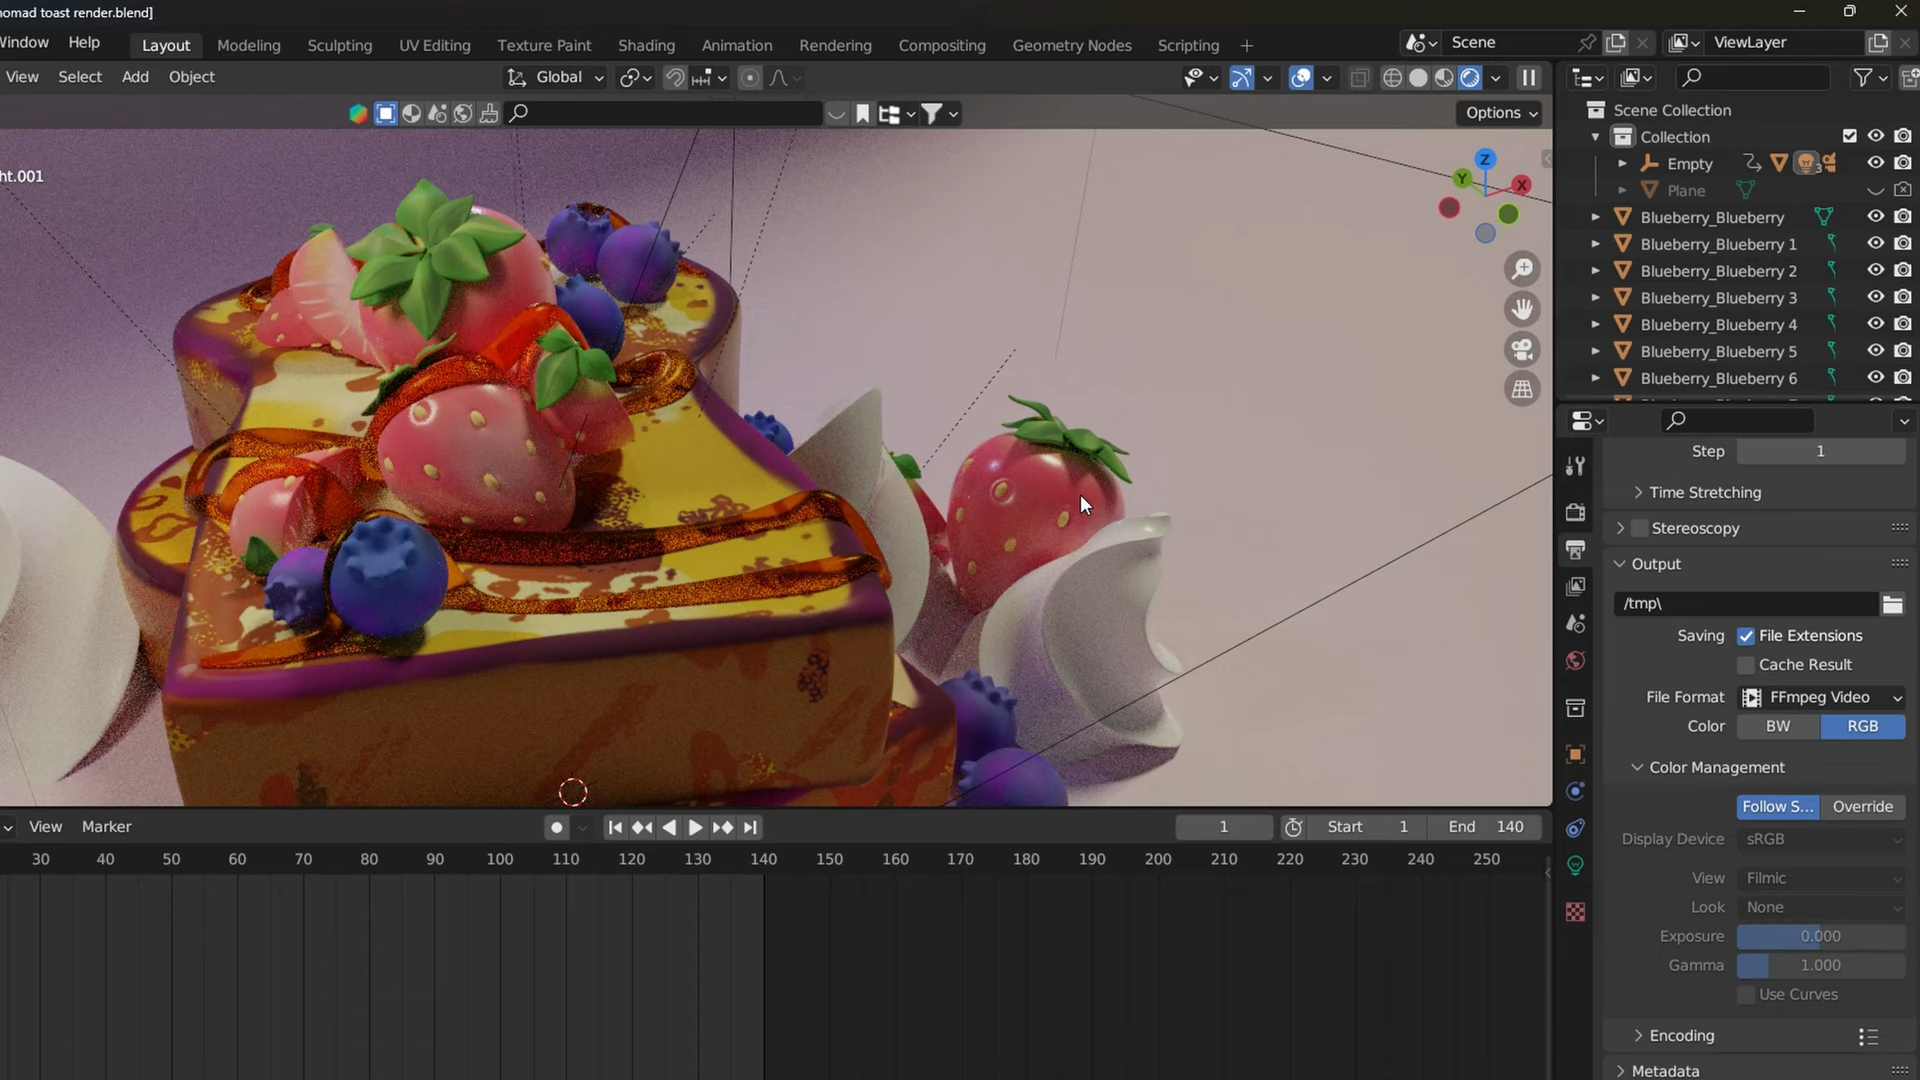 nomad toast render.blend]
Window Help Layout Modeling Sculpting UV Editing Texture Paint Shading Animation Rendering Compositing Geometry Nodes Scripting + Scene ViewLayer
View Select Add Object Global
Options
ht.001
Z
Y X
Scene Collection
Collection
Empty 3
Plane
Blueberry_Blueberry
Blueberry_Blueberry 1
Blueberry_Blueberry 2
Blueberry_Blueberry 3
Blueberry_Blueberry 4
Blueberry_Blueberry 5
Blueberry_Blueberry 6
Step 1
Time Stretching
Stereoscopy
Output
/tmp\
Saving File Extensions
Cache Result
File Format FFmpeg Video
Color BW RGB
Color Management
Follow S... Override
Display Device sRGB
View Filmic
Look None
Exposure 0.000
Gamma 1.000
Use Curves
Encoding
Metadata
View Marker 1 Start 1 End 140
30 40 50 60 70 80 90 100 110 120 130 140 150 160 170 180 190 200 210 220 230 240 250